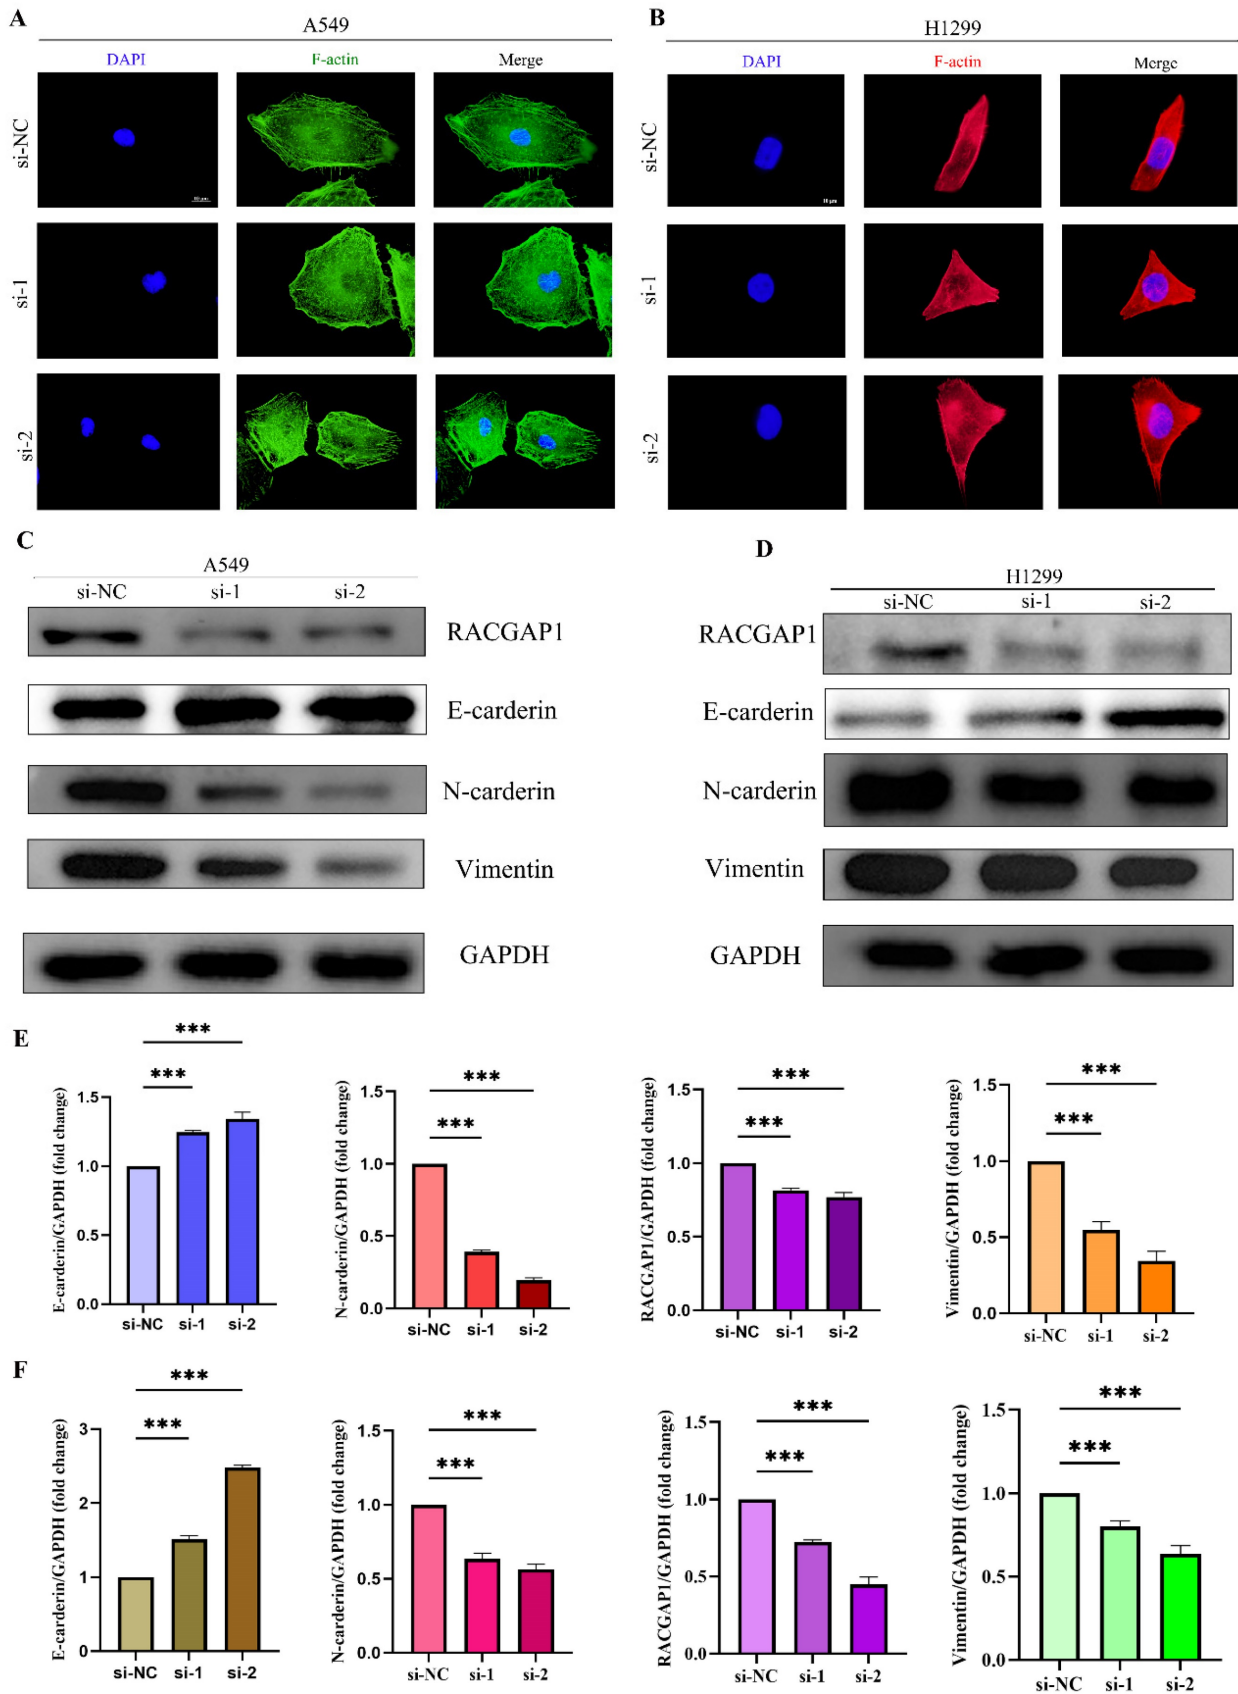 A
A549
DAPI F-actin Merge
si-NC
10 μm
si-1
si-2
B
H1299
DAPI F-actin Merge
si-NC
10 μm
si-1
si-2
C
A549
si-NC si-1 si-2
RACGAP1
E-carderin
N-carderin
Vimentin
GAPDH
D
H1299
si-NC si-1 si-2
RACGAP1
E-carderin
N-carderin
Vimentin
GAPDH
E
E-carderin/GAPDH (fold change)
1.5
1.0
0.5
0.0
***
***
si-NC si-1 si-2
N-carderin/GAPDH (fold change)
1.5
1.0
0.5
0.0
***
***
si-NC si-1 si-2
RACGAP1/GAPDH (fold change)
1.5
1.0
0.5
0.0
***
***
si-NC si-1 si-2
Vimentin/GAPDH (fold change)
1.5
1.0
0.5
0.0
***
***
si-NC si-1 si-2
F
E-carderin/GAPDH (fold change)
3
2
1
0
***
***
si-NC si-1 si-2
N-carderin/GAPDH (fold change)
1.5
1.0
0.5
0.0
***
***
si-NC si-1 si-2
RACGAP1/GAPDH (fold change)
1.5
1.0
0.5
0.0
***
***
si-NC si-1 si-2
Vimentin/GAPDH (fold change)
1.5
1.0
0.5
0.0
***
***
si-NC si-1 si-2